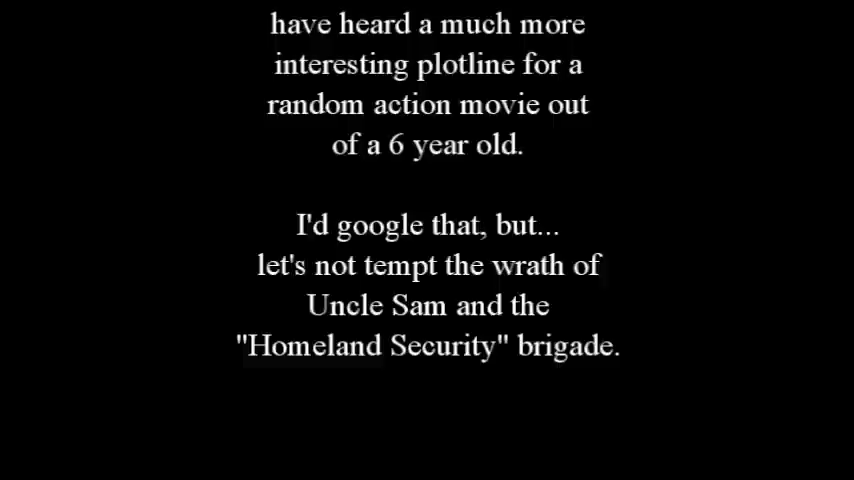 have heard a much more
interesting plotline for a
random action movie out
of a 6 year old.
I'd google that, but...
let's not tempt the wrath of
Uncle Sam and the
"Homeland Security" brigade.